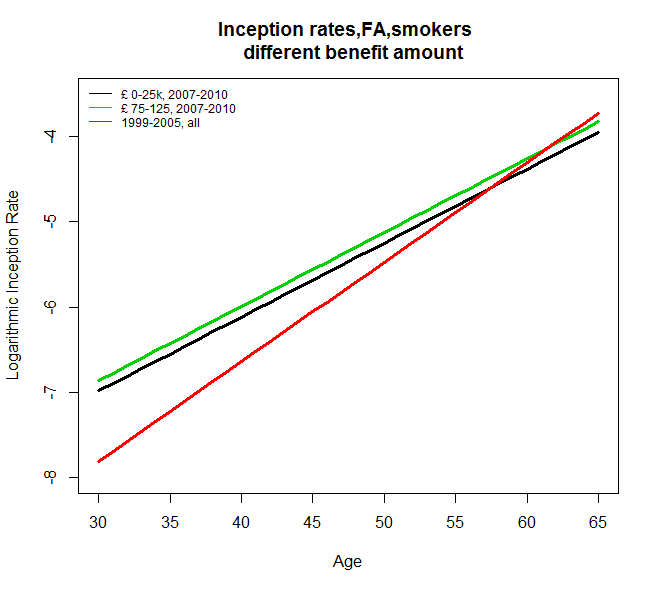 Inception rates,FA,smokers
different benefit amount
£ 0-25k, 2007-2010
£ 75-125, 2007-2010
1999-2005, all
Logarithmic Inception Rate
-4
-5
-6
-7
-8
30 35 40 45 50 55 60 65
Age